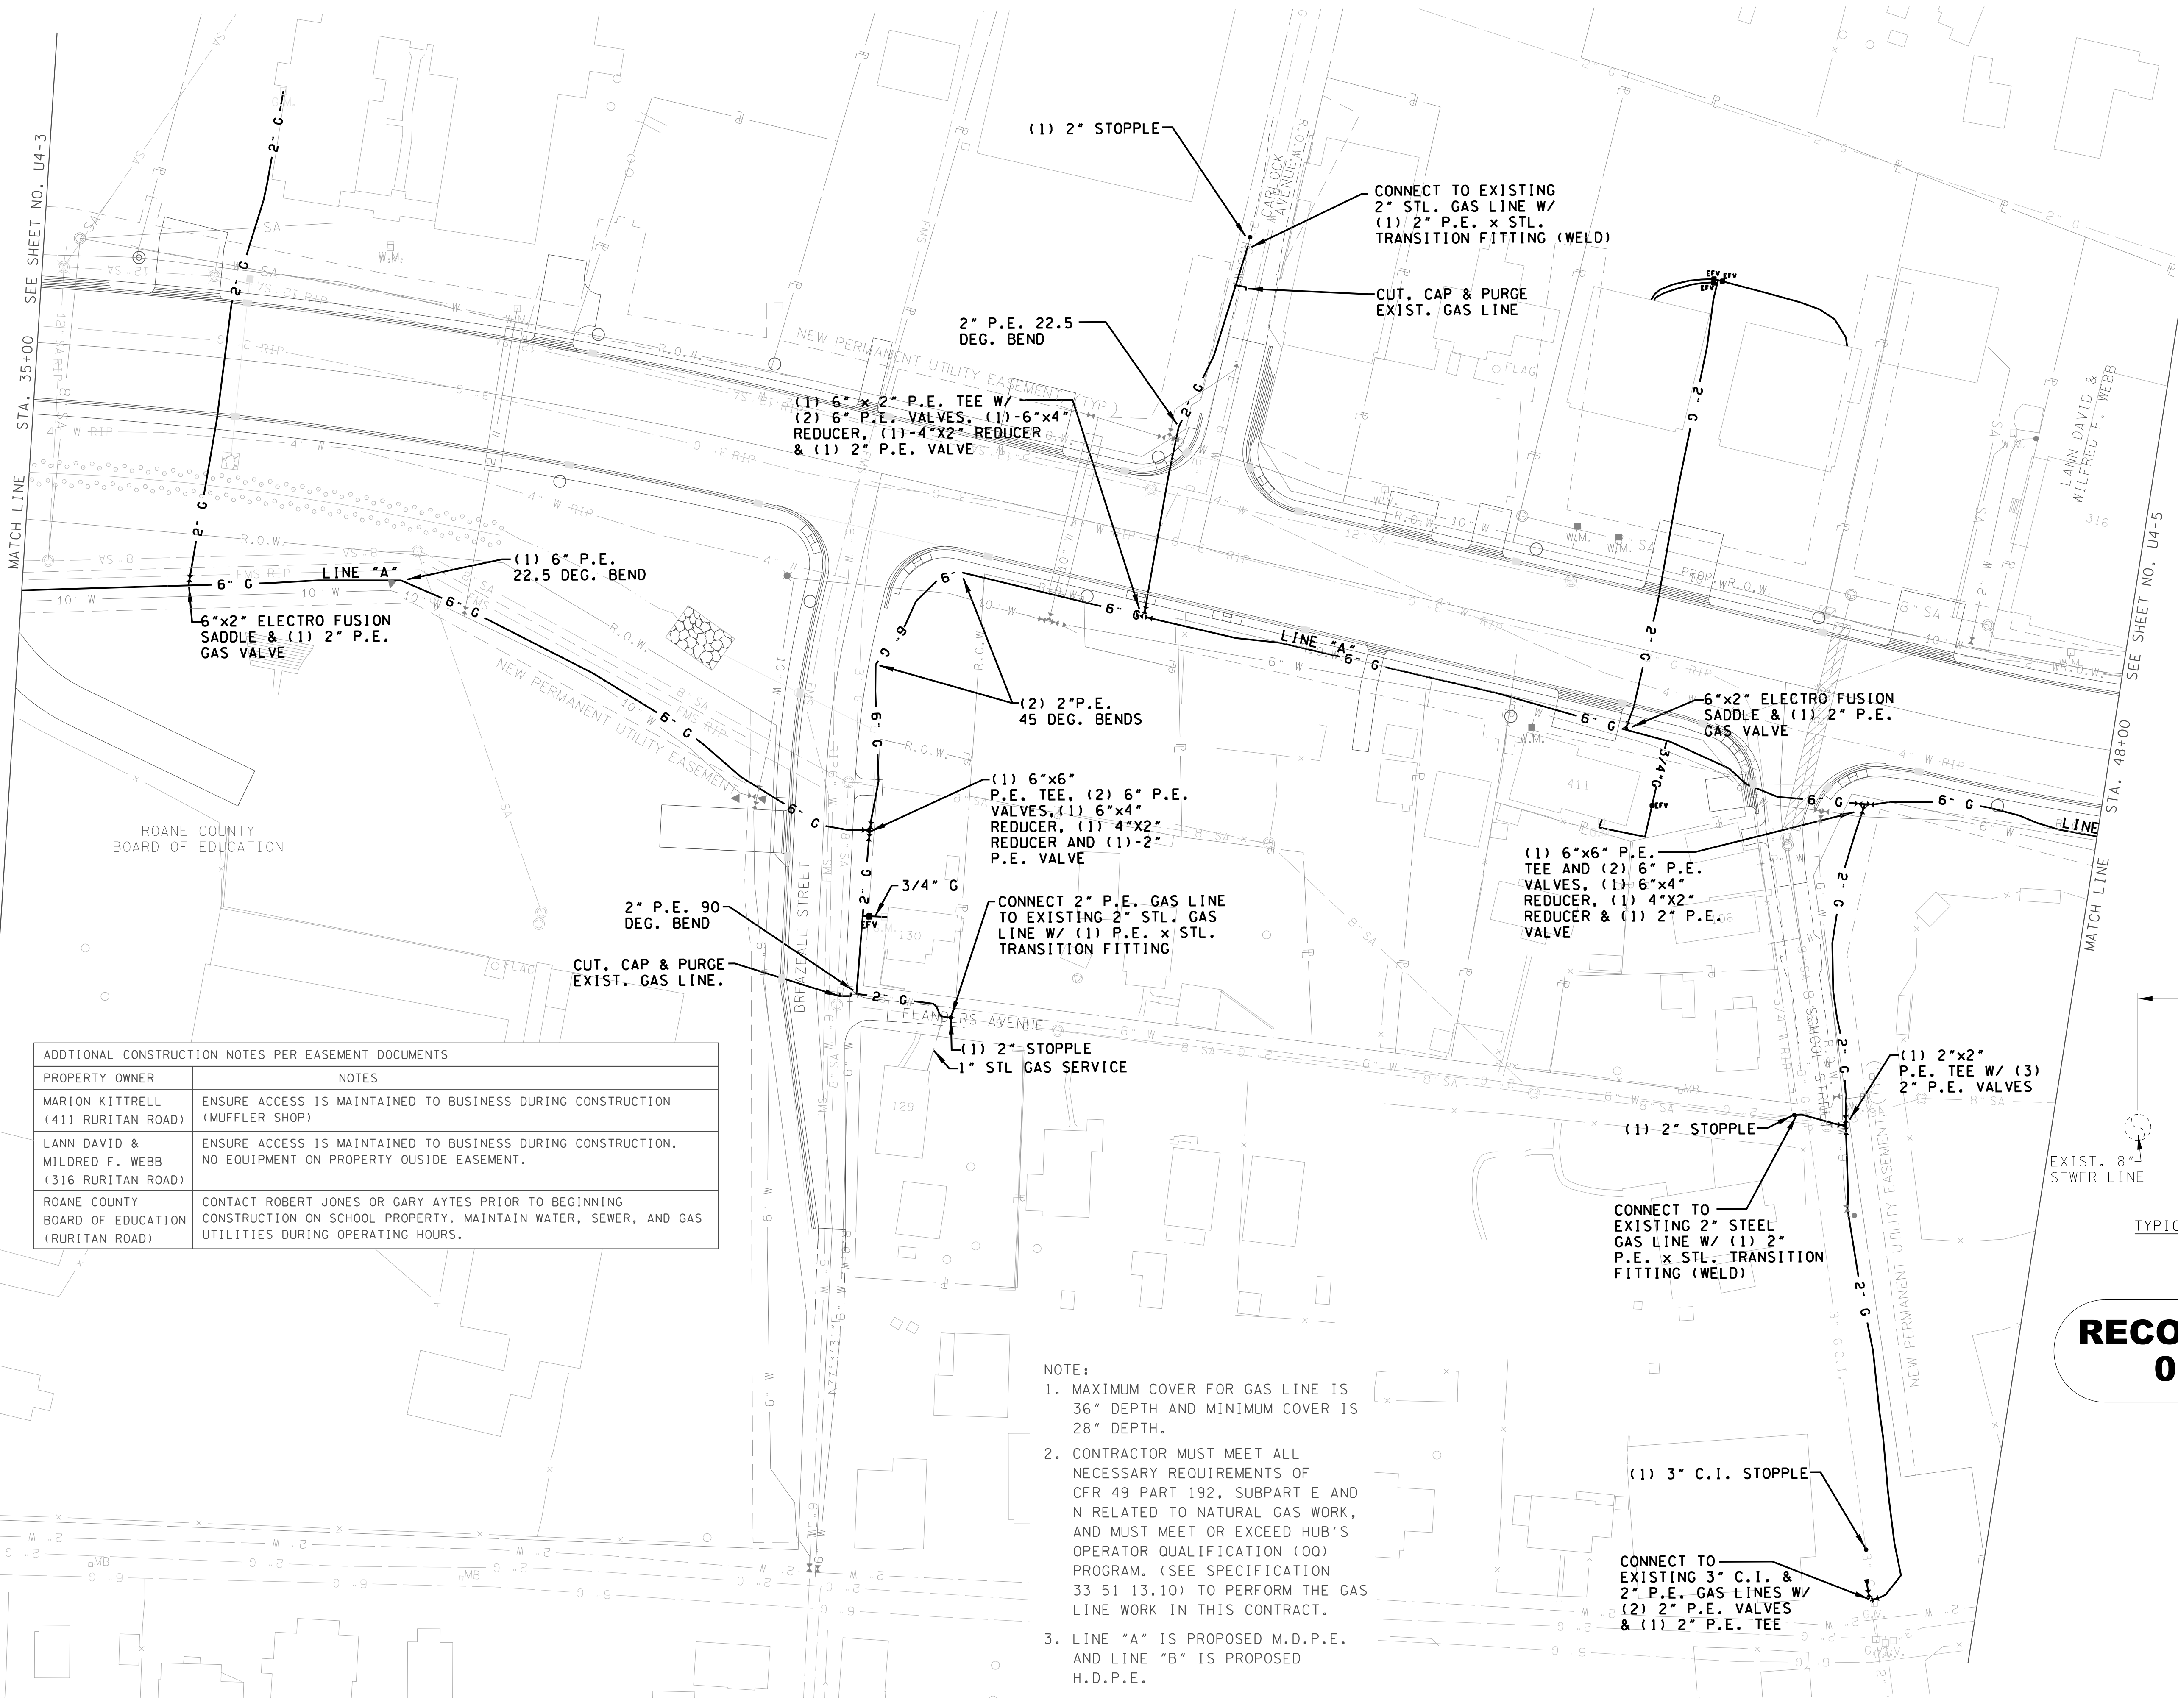 MATCH LINE STA. 35+00 SEE SHEET NO. U4-3
(1) 2" STOPPLE
CARLOCK
AVENUE
CONNECT TO EXISTING
2" STL. GAS LINE W/
(1) 2" P.E. x STL.
TRANSITION FITTING (WELD)
CUT, CAP & PURGE
EXIST. GAS LINE
2" P.E. 22.5
DEG. BEND
NEW PERMANENT UTILITY EASEMENT (TYP.)
(1) 6" x 2" P.E. TEE W/
(2) 6" P.E. VALVES, (1)-6"x4"
REDUCER, (1)-4"X2" REDUCER
& (1) 2" P.E. VALVE
EFV
EFV
EFV
FLAG
LANN DAVID &
WILFRED F. WEBB
316
(1) 6" P.E.
22.5 DEG. BEND
LINE "A"
6"x2" ELECTRO FUSION
SADDLE & (1) 2" P.E.
GAS VALVE
NEW PERMANENT UTILITY EASEMENT
(2) 2"P.E.
45 DEG. BENDS
LINE "A"
6"x2" ELECTRO FUSION
SADDLE & (1) 2" P.E.
GAS VALVE
3/4"G
411
EFV
LINE
MATCH LINE STA. 48+00 SEE SHEET NO. U4-5
(1) 6"x6"
P.E. TEE, (2) 6" P.E.
VALVES,(1) 6"x4"
REDUCER, (1) 4"X2"
REDUCER AND (1)-2"
P.E. VALVE
ROANE COUNTY
BOARD OF EDUCATION
BREAZEALE STREET
3/4" G
EFV
130
2" P.E. 90
DEG. BEND
CUT, CAP & PURGE
EXIST. GAS LINE.
CONNECT 2" P.E. GAS LINE
TO EXISTING 2" STL. GAS
LINE W/ (1) P.E. x STL.
TRANSITION FITTING
(1) 6"x6" P.E.
TEE AND (2) 6" P.E.
VALVES, (1) 6"x4"
REDUCER, (1) 4"X2"
REDUCER & (1) 2" P.E.
VALVE
FLAG
FLANDERS AVENUE
(1) 2" STOPPLE
1" STL GAS SERVICE
129
SCHOOL STREET
(1) 2"x2"
P.E. TEE W/ (3)
2" P.E. VALVES
(1) 2" STOPPLE
EXIST. 8"
SEWER LINE
TYPIC
CONNECT TO
EXISTING 2" STEEL
GAS LINE W/ (1) 2"
P.E. x STL. TRANSITION
FITTING (WELD)
NEW PERMANENT UTILITY EASEMENT
ADDTIONAL CONSTRUCTION NOTES PER EASEMENT DOCUMENTS
PROPERTY OWNER NOTES
MARION KITTRELL
(411 RURITAN ROAD)
ENSURE ACCESS IS MAINTAINED TO BUSINESS DURING CONSTRUCTION
(MUFFLER SHOP)
LANN DAVID &
MILDRED F. WEBB
(316 RURITAN ROAD)
ENSURE ACCESS IS MAINTAINED TO BUSINESS DURING CONSTRUCTION.
NO EQUIPMENT ON PROPERTY OUSIDE EASEMENT.
ROANE COUNTY
BOARD OF EDUCATION
(RURITAN ROAD)
CONTACT ROBERT JONES OR GARY AYTES PRIOR TO BEGINNING
CONSTRUCTION ON SCHOOL PROPERTY. MAINTAIN WATER, SEWER, AND GAS
UTILITIES DURING OPERATING HOURS.
RECO
0
NOTE:
1. MAXIMUM COVER FOR GAS LINE IS
36" DEPTH AND MINIMUM COVER IS
28" DEPTH.
2. CONTRACTOR MUST MEET ALL
NECESSARY REQUIREMENTS OF
CFR 49 PART 192, SUBPART E AND
N RELATED TO NATURAL GAS WORK,
AND MUST MEET OR EXCEED HUB'S
OPERATOR QUALIFICATION (OQ)
PROGRAM. (SEE SPECIFICATION
33 51 13.10) TO PERFORM THE GAS
LINE WORK IN THIS CONTRACT.
3. LINE "A" IS PROPOSED M.D.P.E.
AND LINE "B" IS PROPOSED
H.D.P.E.
(1) 3" C.I. STOPPLE
CONNECT TO
EXISTING 3" C.I. &
2" P.E. GAS LINES W/
(2) 2" P.E. VALVES
& (1) 2" P.E. TEE